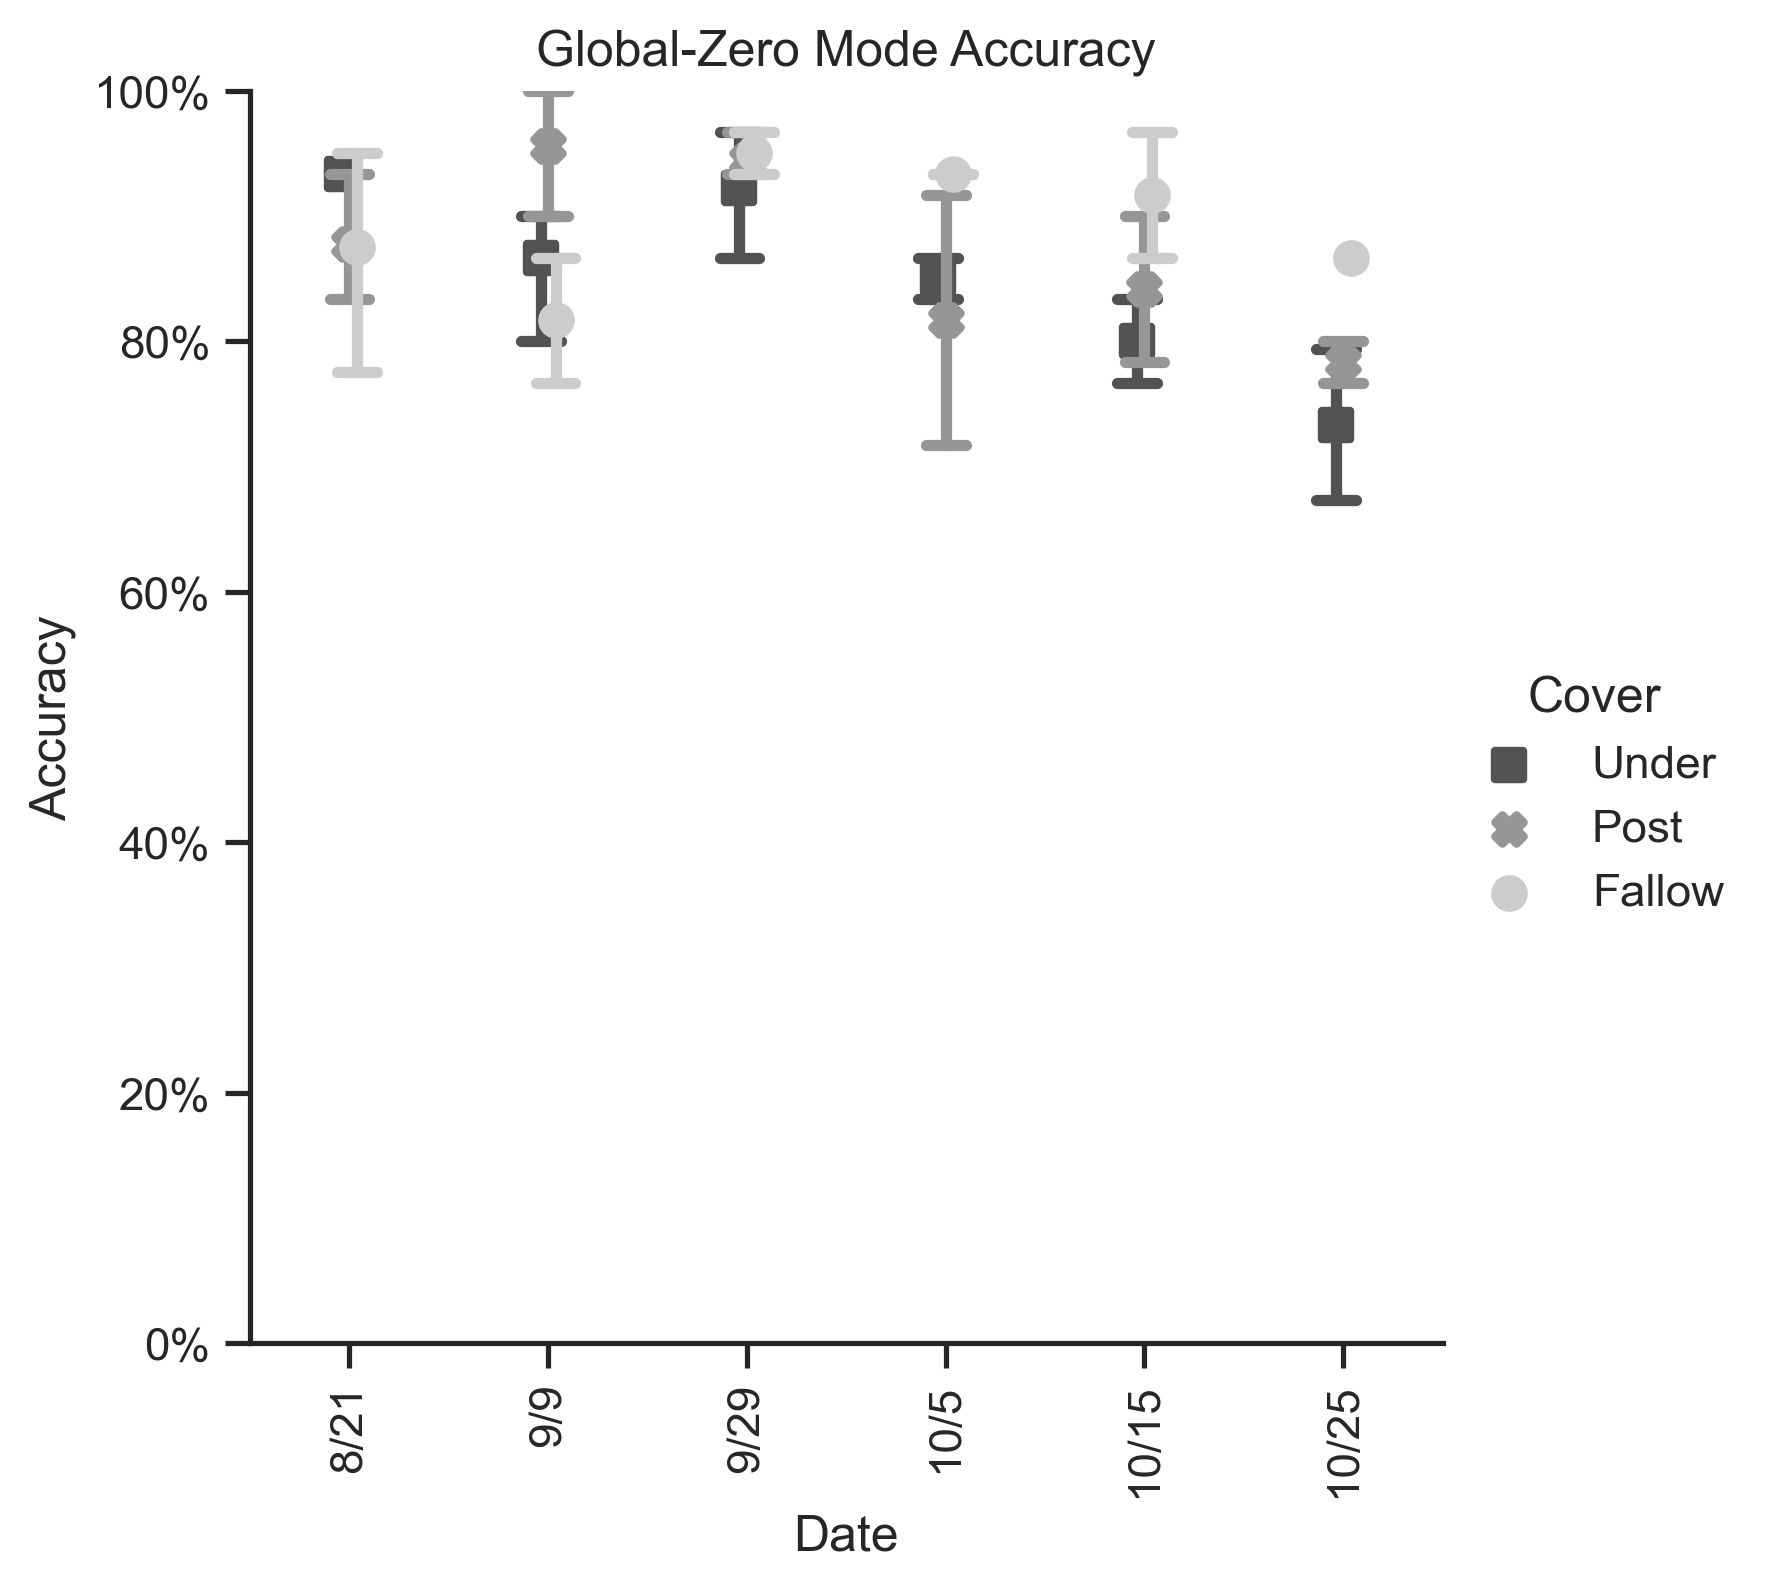 Global-Zero Mode Accuracy
100%
80%
60%
40%
20%
0%
Accuracy
8/21
9/9
9/29
10/5
10/15
10/25
Date
Cover
Under
Post
Fallow